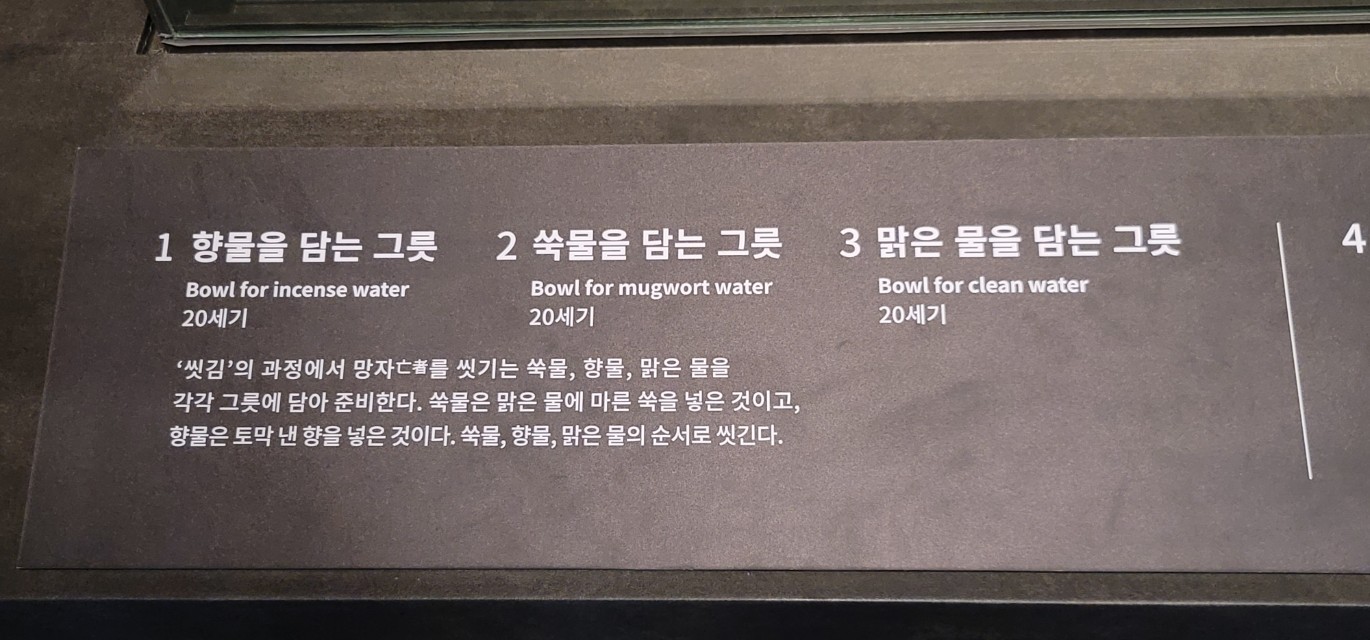 1 향물을 담는 그릇
Bowl for incense water
20세기
2 쑥물을 담는 그릇
Bowl for mugwort water
20세기
3 맑은 물을 담는 그릇
Bowl for clean water
20세기
‘씻김’의 과정에서 망자亡者를 씻기는 쑥물, 향물, 맑은 물을
각각 그릇에 담아 준비한다. 쑥물은 맑은 물에 마른 쑥을 넣은 것이고,
향물은 토막 낸 향을 넣은 것이다. 쑥물, 향물, 맑은 물의 순서로 씻긴다.
4